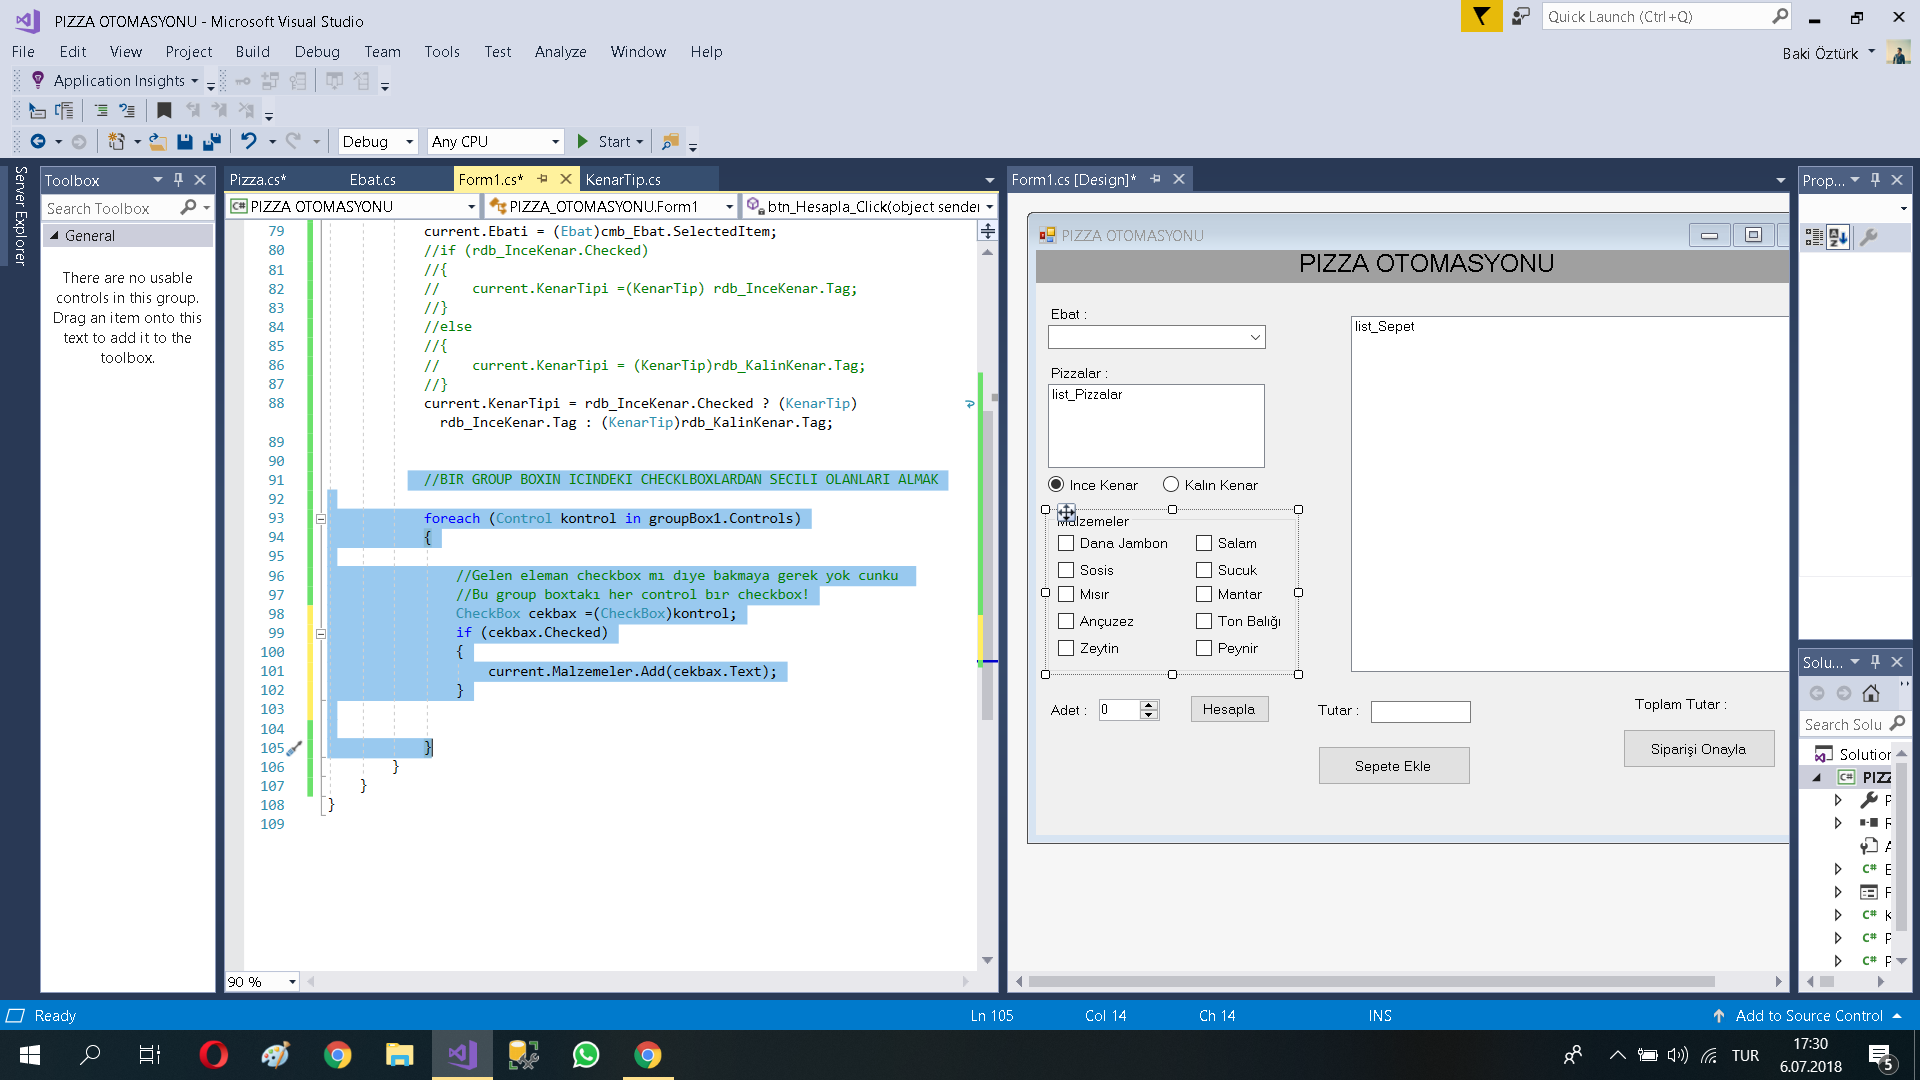 PIZZA OTOMASYONU - Microsoft Visual Studio
Quick Launch (Ctrl+Q)
File Edit View Project Build Debug Team Tools Test Analyze Window Help
Baki Öztürk
Application Insights
Debug Any CPU Start
Server Explorer
Toolbox
Search Toolbox
General
There are no usable
controls in this group.
Drag an item onto this
text to add it to the
toolbox.
Pizza.cs* Ebat.cs Form1.cs* KenarTip.cs
PIZZA OTOMASYONU PIZZA_OTOMASYONU.Form1 btn_Hesapla_Click(object sender
79 current.Ebati = (Ebat)cmb_Ebat.SelectedItem;
80 //if (rdb_InceKenar.Checked)
81 //{
82 // current.KenarTipi =(KenarTip) rdb_InceKenar.Tag;
83 //}
84 //else
85 //{
86 // current.KenarTipi = (KenarTip)rdb_KalinKenar.Tag;
87 //}
88 current.KenarTipi = rdb_InceKenar.Checked ? (KenarTip)
rdb_InceKenar.Tag : (KenarTip)rdb_KalinKenar.Tag;
89
90
91 //BIR GROUP BOXIN ICINDEKI CHECKLBOXLARDAN SECILI OLANLARI ALMAK
92
93 foreach (Control kontrol in groupBox1.Controls)
94 {
95
96 //Gelen eleman checkbox mı dıye bakmaya gerek yok cunku
97 //Bu group boxtakı her control bır checkbox!
98 CheckBox cekbax =(CheckBox)kontrol;
99 if (cekbax.Checked)
100 {
101 current.Malzemeler.Add(cekbax.Text);
102 }
103
104
105 }
106 }
107 }
108 }
109
90 %
Form1.cs [Design]*
PIZZA OTOMASYONU
PIZZA OTOMASYONU
Ebat :
Pizzalar :
list_Pizzalar
list_Sepet
Ince Kenar Kalın Kenar
Malzemeler
Dana Jambon Salam
Sosis Sucuk
Mısır Mantar
Ançuzez Ton Balığı
Zeytin Peynir
Adet : 0 Hesapla Tutar :
Toplam Tutar :
Sepete Ekle
Siparişi Onayla
Prop...
Solu...
Search Solu
Solution
PIZZ
Ready Ln 105 Col 14 Ch 14 INS Add to Source Control
TUR
17:30
6.07.2018
5